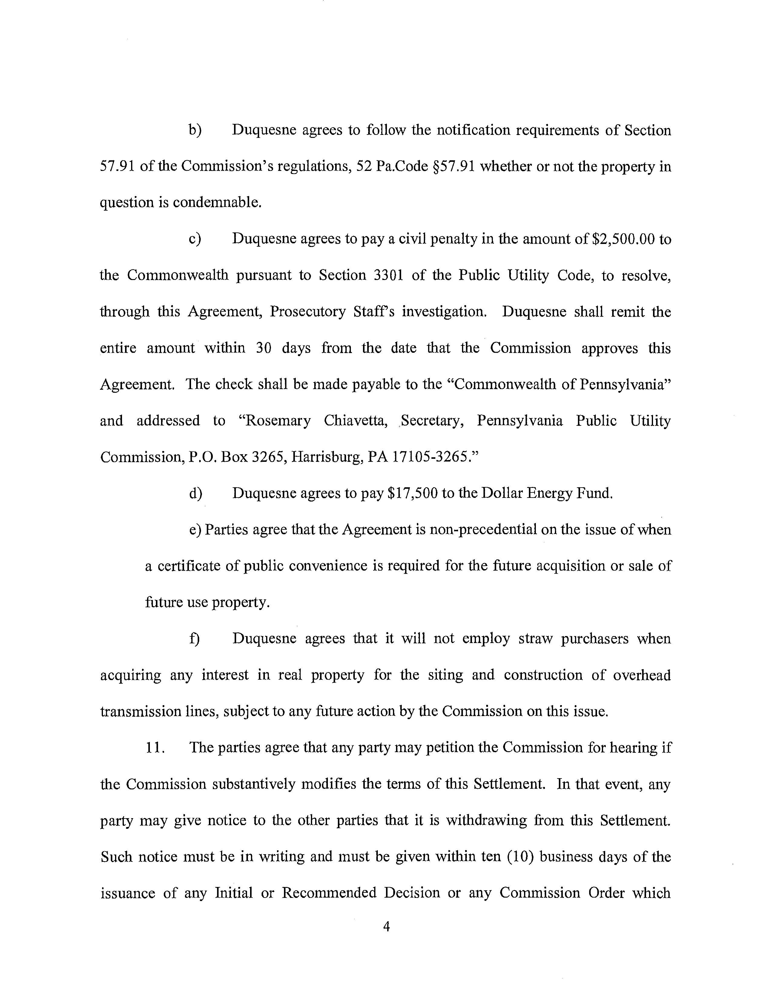 b) Duquesne agrees to follow the notification requirements of Section
57.91 of the Commission's regulations, 52 Pa.Code §57.91 whether or not the property in
question is condemnable.
c) Duquesne agrees to pay a civil penalty in the amount of $2,500.00 to
the Commonwealth pursuant to Section 3301 of the Public Utility Code, to resolve,
through this Agreement, Prosecutory Staff's investigation. Duquesne shall remit the
entire amount within 30 days from the date that the Commission approves this
Agreement. The check shall be made payable to the “Commonwealth of Pennsylvania”
and addressed to “Rosemary Chiavetta, Secretary, Pennsylvania Public Utility
Commission, P.O. Box 3265, Harrisburg, PA 17105-3265.”
d) Duquesne agrees to pay $17,500 to the Dollar Energy Fund.
e) Parties agree that the Agreement is non-precedential on the issue of when
a certificate of public convenience is required for the future acquisition or sale of
future use property.
f) Duquesne agrees that it will not employ straw purchasers when
acquiring any interest in real property for the siting and construction of overhead
transmission lines, subject to any future action by the Commission on this issue.
11. The parties agree that any party may petition the Commission for hearing if
the Commission substantively modifies the terms of this Settlement. In that event, any
party may give notice to the other parties that it is withdrawing from this Settlement.
Such notice must be in writing and must be given within ten (10) business days of the
issuance of any Initial or Recommended Decision or any Commission Order which
4